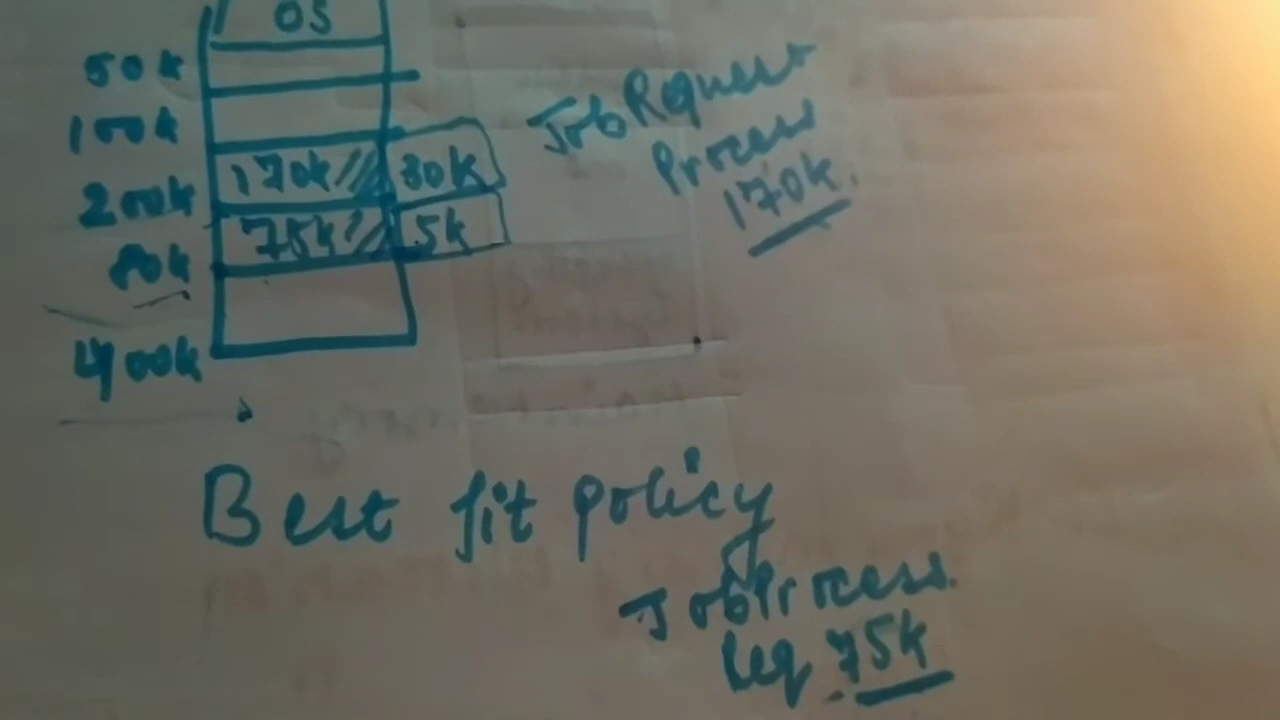 OS
50k
100k
200k 170k 30k
80k 75k 5k
400k
Job Request
Process
170k.
Best fit policy
Job Process
req 75k